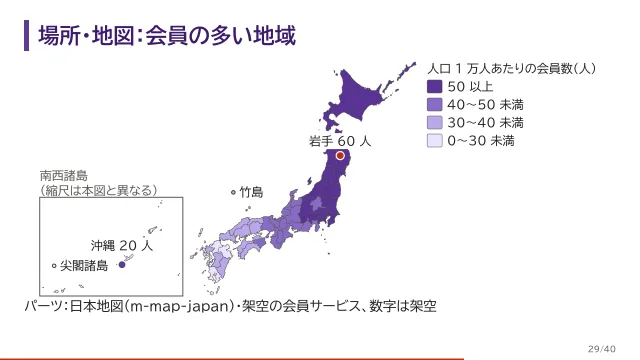 場所・地図：会員の多い地域
人口 1 万人あたりの会員数（人）
50 以上
40〜50 未満
30〜40 未満
0〜30 未満
岩手 60 人
竹島
南西諸島
（縮尺は本図と異なる）
沖縄 20 人
尖閣諸島
パーツ：日本地図（m-map-japan）・架空の会員サービス、数字は架空
29/40